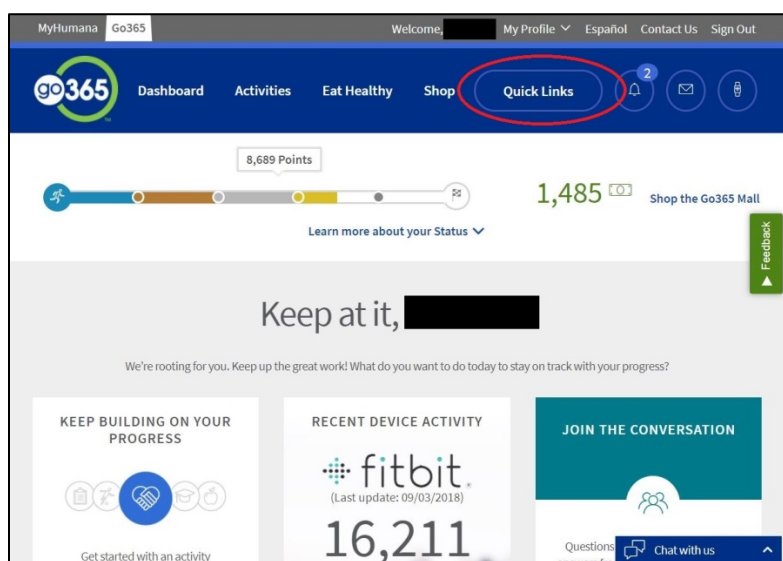 MyHumana Go365 Welcome, My Profile Español Contact Us Sign Out
go365 Dashboard Activities Eat Healthy Shop Quick Links 2
TM
8,689 Points
1,485 Shop the Go365 Mall
Learn more about your Status
Feedback
Keep at it,
We're rooting for you. Keep up the great work! What do you want to do today to stay on track with your progress?
KEEP BUILDING ON YOUR
PROGRESS
Get started with an activity
RECENT DEVICE ACTIVITY
fitbit.
(Last update: 09/03/2018)
16,211
JOIN THE CONVERSATION
Questions
Chat with us